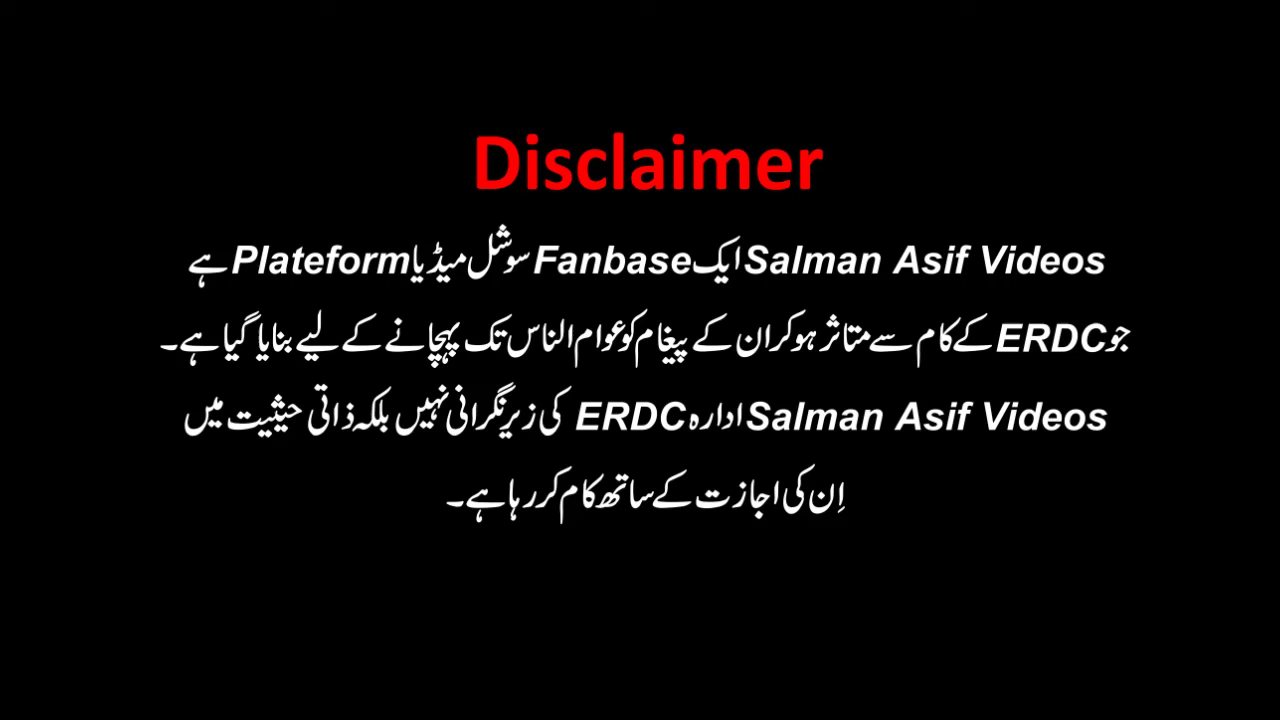 Disclaimer
Salman Asif Videos ایک Fanbase سوشل میڈیا Plateform ہے
جو ERDC کے کام سے متاثر ہو کر ان کے پیغام کو عوام الناس تک پہچانے کے لیے بنایا گیا ہے۔
Salman Asif Videos ادارہ ERDC کی زیرِ نگرانی نہیں بلکہ ذاتی حیثیت میں
اِن کی اجازت کے ساتھ کام کر رہا ہے۔